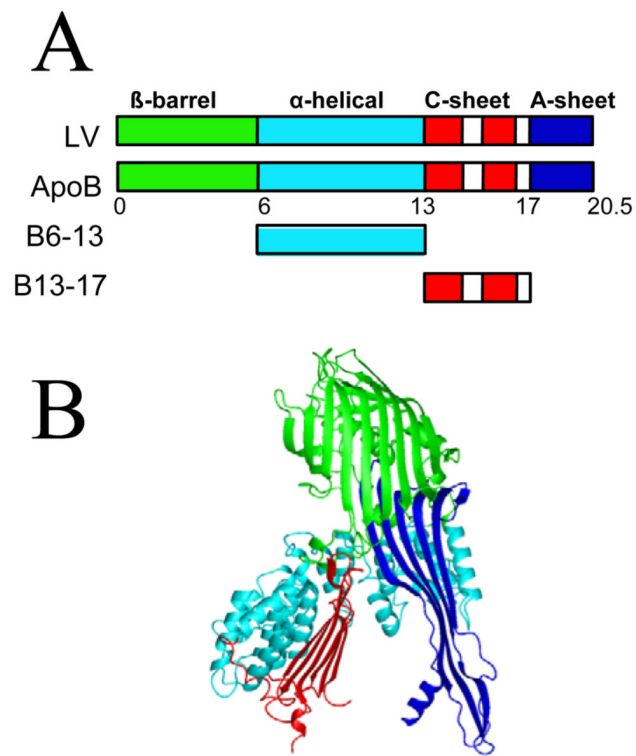 A
ß-barrel α-helical C-sheet A-sheet
LV
ApoB
0 6 13 17 20.5
B6-13
B13-17
B